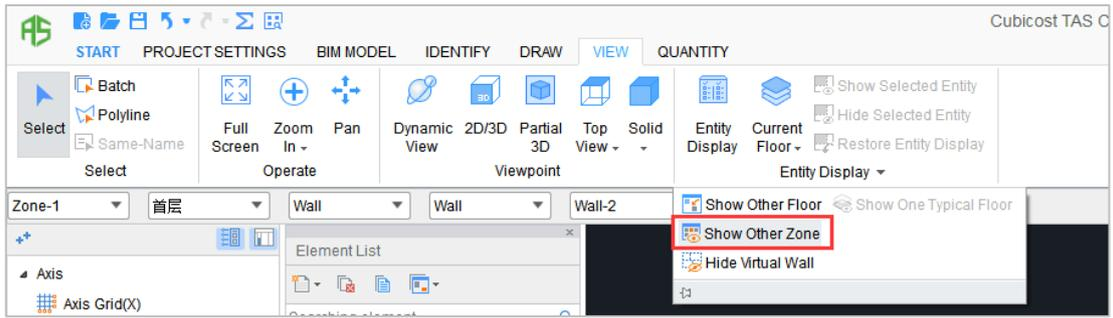 Cubicost TAS C
START PROJECT SETTINGS BIM MODEL IDENTIFY DRAW VIEW QUANTITY
Select
Batch
Polyline
Same-Name
Select
Full Screen
Zoom In
Pan
Operate
Dynamic View
2D/3D
Partial 3D
Top View
Solid
Viewpoint
Entity Display
Current Floor
Show Selected Entity
Hide Selected Entity
Restore Entity Display
Entity Display
Zone-1 首层 Wall Wall Wall-2
Show Other Floor Show One Typical Floor
Show Other Zone
Hide Virtual Wall
Element List
Axis
Axis Grid(X)
Searching element